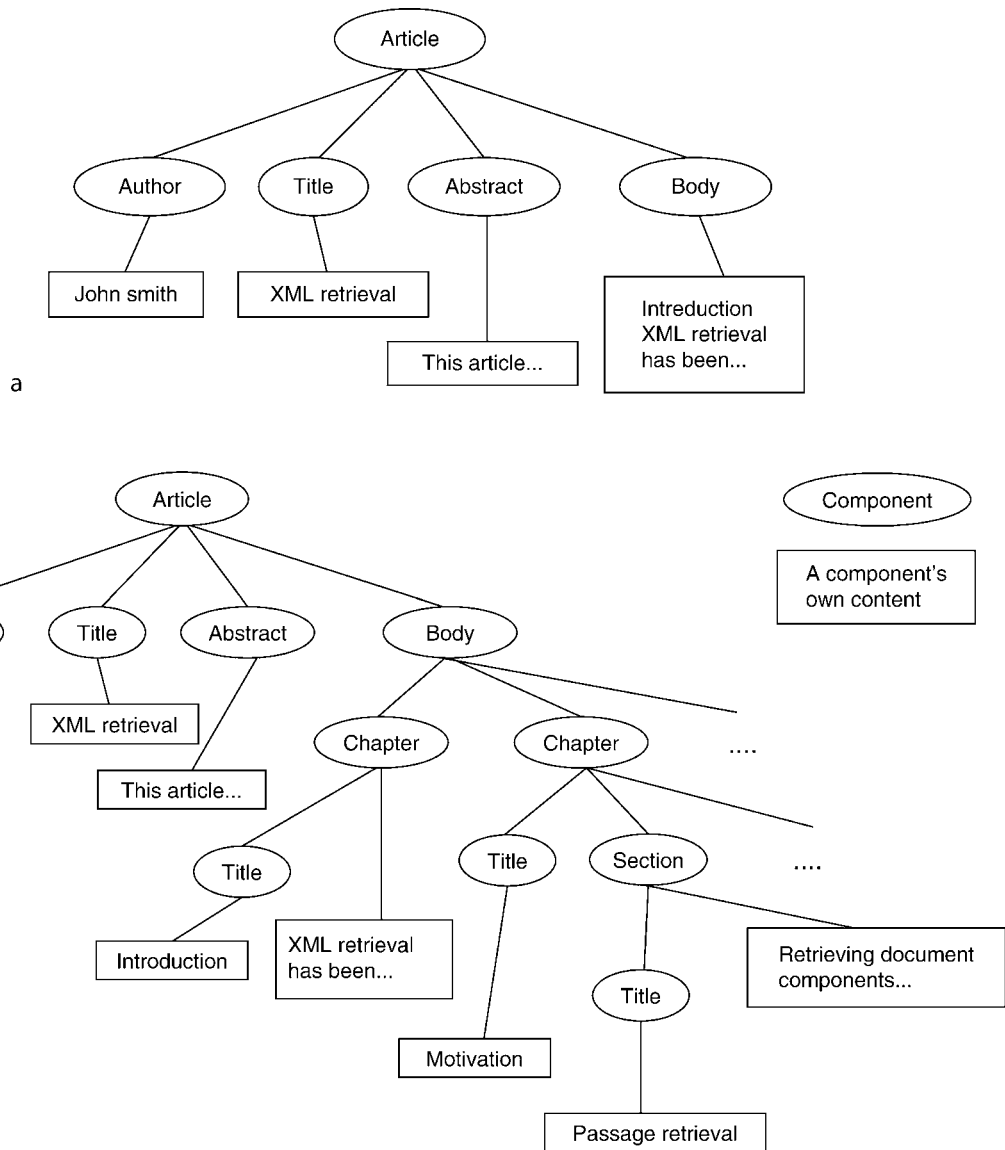 Article
Author
Title
Abstract
Body
John smith
XML retrieval
This article...
Intreduction
XML retrieval
has been...
a
Article
Component
A component's
own content
Title
Abstract
Body
XML retrieval
Chapter
Chapter
....
This article...
Title
Title
Section
....
Introduction
XML retrieval
has been...
Retrieving document
components...
Title
Motivation
Passage retrieval